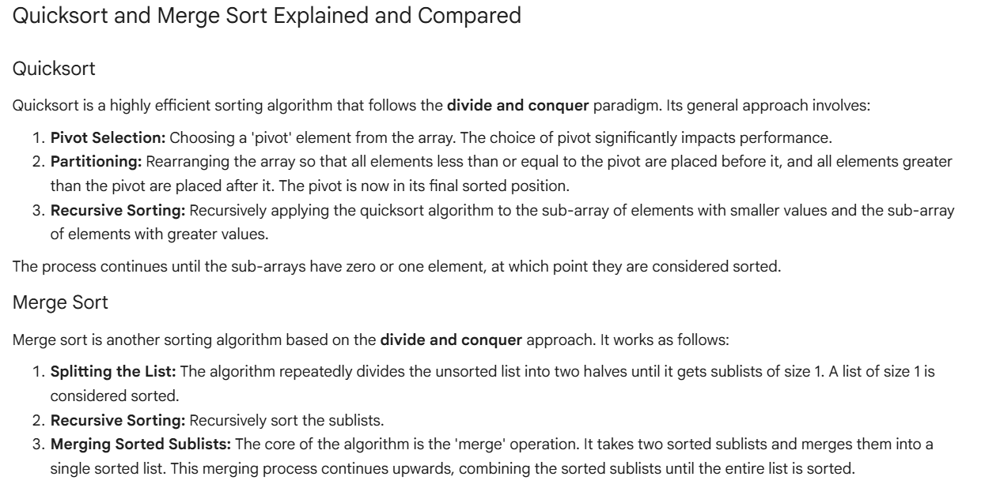 Quicksort and Merge Sort Explained and Compared
Quicksort
Quicksort is a highly efficient sorting algorithm that follows the divide and conquer paradigm. Its general approach involves:
1. Pivot Selection: Choosing a 'pivot' element from the array. The choice of pivot significantly impacts performance.
2. Partitioning: Rearranging the array so that all elements less than or equal to the pivot are placed before it, and all elements greater
than the pivot are placed after it. The pivot is now in its final sorted position.
3. Recursive Sorting: Recursively applying the quicksort algorithm to the sub-array of elements with smaller values and the sub-array
of elements with greater values.
The process continues until the sub-arrays have zero or one element, at which point they are considered sorted.
Merge Sort
Merge sort is another sorting algorithm based on the divide and conquer approach. It works as follows:
1. Splitting the List: The algorithm repeatedly divides the unsorted list into two halves until it gets sublists of size 1. A list of size 1 is
considered sorted.
2. Recursive Sorting: Recursively sort the sublists.
3. Merging Sorted Sublists: The core of the algorithm is the 'merge' operation. It takes two sorted sublists and merges them into a
single sorted list. This merging process continues upwards, combining the sorted sublists until the entire list is sorted.